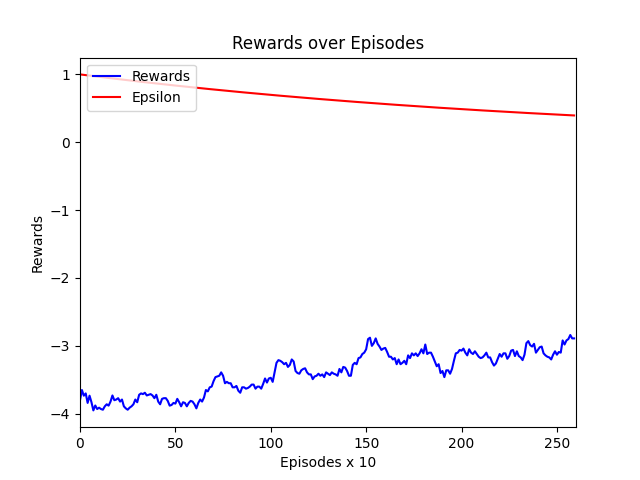 Rewards over Episodes
Rewards
Epsilon
1
0
−1
−2
−3
−4
Rewards
0 50 100 150 200 250
Episodes x 10